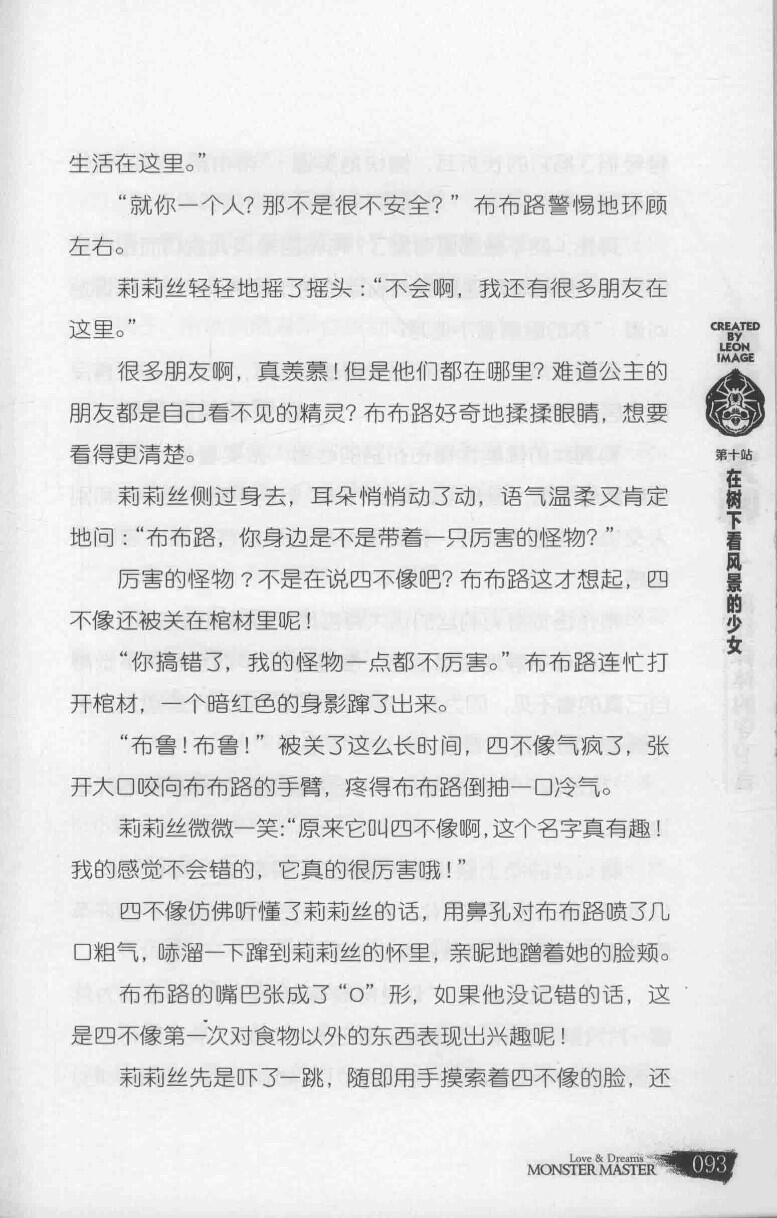 生活在这里。”
“就你一个人？那不是很不安全？”布布路警惕地环顾
左右。
莉莉丝轻轻地摇了摇头：“不会啊，我还有很多朋友在
这里。”
很多朋友啊，真羡慕！但是他们都在哪里？难道公主的
朋友都是自己看不见的精灵？布布路好奇地揉揉眼睛，想要
看得更清楚。
莉莉丝侧过身去，耳朵悄悄动了动，语气温柔又肯定
地问：“布布路，你身边是不是带着一只厉害的怪物？”
厉害的怪物？不是在说四不像吧？布布路这才想起，四
不像还被关在棺材里呢！
“你搞错了，我的怪物一点都不厉害。”布布路连忙打
开棺材，一个暗红色的身影蹿了出来。
“布鲁！布鲁！”被关了这么长时间，四不像气疯了，张
开大口咬向布布路的手臂，疼得布布路倒抽一口冷气。
莉莉丝微微一笑：“原来它叫四不像啊，这个名字真有趣！
我的感觉不会错的，它真的很厉害哦！”
四不像仿佛听懂了莉莉丝的话，用鼻孔对布布路喷了几
口粗气，哧溜一下蹿到莉莉丝的怀里，亲昵地蹭着她的脸颊。
布布路的嘴巴张成了“O”形，如果他没记错的话，这
是四不像第一次对食物以外的东西表现出兴趣呢！
莉莉丝先是吓了一跳，随即用手摸索着四不像的脸，还
CREATED
BY
LEON
IMAGE
第十站
在树下看风景的少女
Love & Dreams
MONSTER MASTER
093